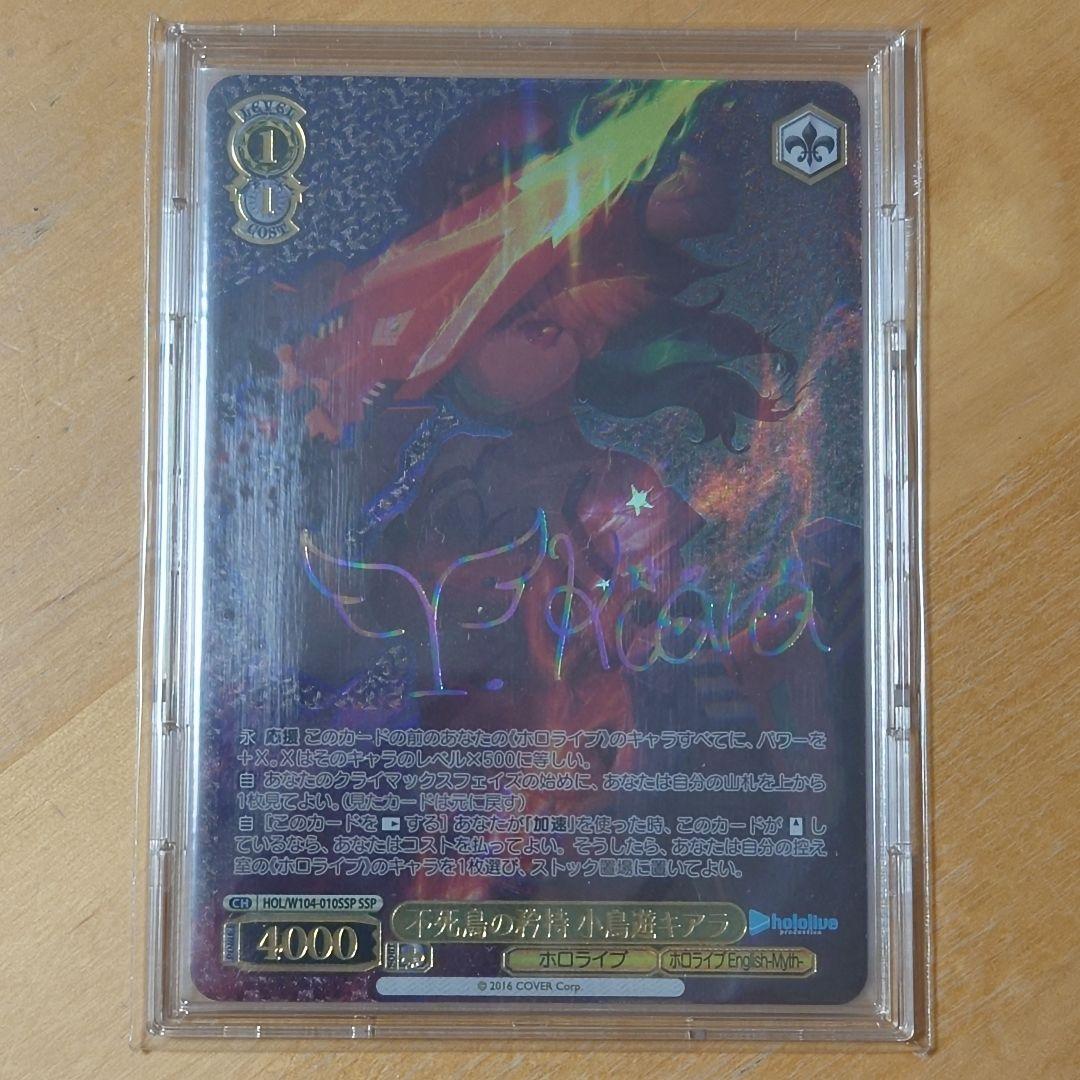 LEVEL
1
1
COST
T.Kiara
永 応援 このカードの前のあなたの《ホロライブ》のキャラすべてに、パワーを
+X。Xはそのキャラのレベル×500に等しい。
自 あなたのクライマックスフェイズの始めに、あなたは自分の山札を上から
1枚見てよい。(見たカードは元に戻す)
自 [このカードを する] あなたが「加速」を使った時、このカードが し
ているなら、あなたはコストを払ってよい。そうしたら、あなたは自分の控え
室の《ホロライブ》のキャラを1枚選び、ストック置場に置いてよい。
CH HOL/W104-010SSP SSP
不死鳥の矜持 小鳥遊キアラ
hololive
production
POWER
4000
ホロライブ
ホロライブ English-Myth-
© 2016 COVER Corp.